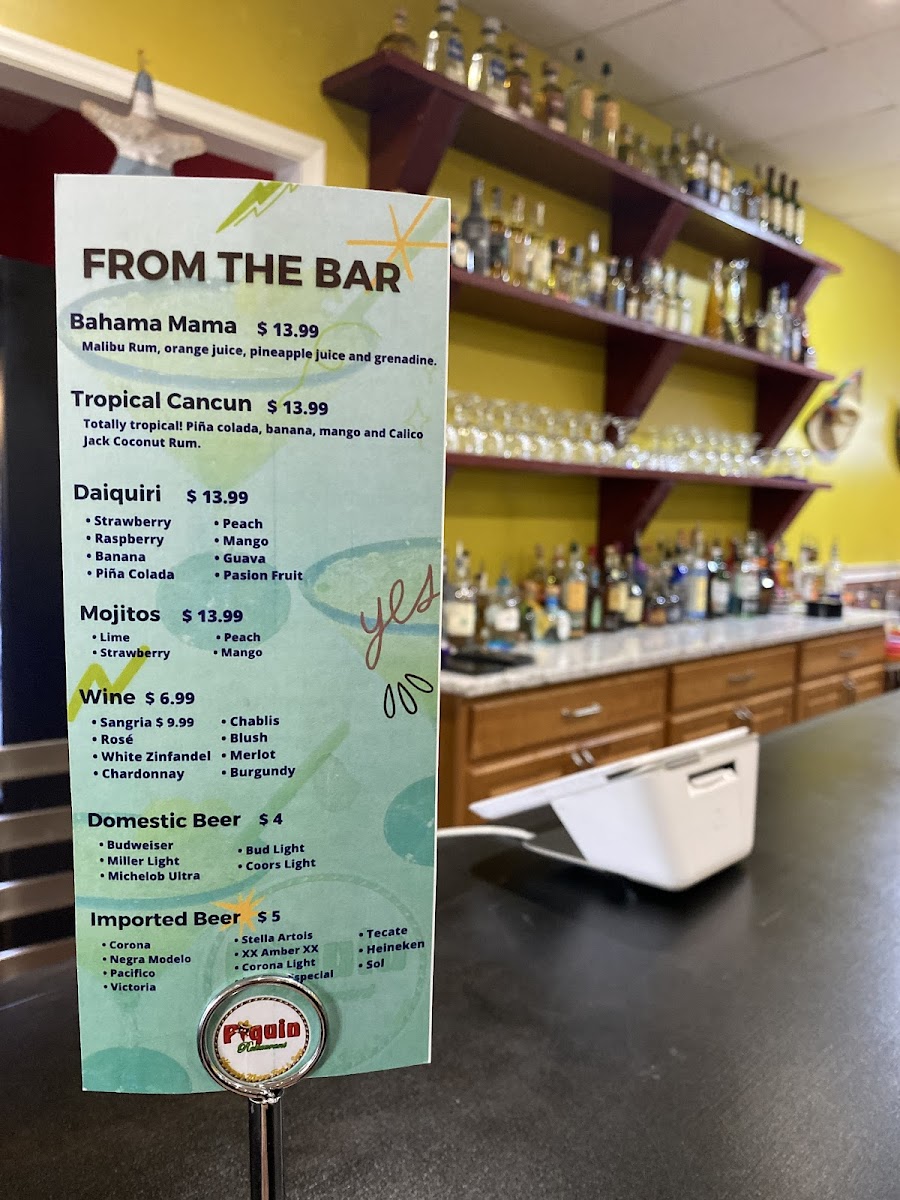 FROM THE BAR
Bahama Mama $ 13.99
Malibu Rum, orange juice, pineapple juice and grenadine.
Tropical Cancun $ 13.99
Totally tropical! Piña colada, banana, mango and Calico
Jack Coconut Rum.
Daiquiri $ 13.99
• Strawberry • Peach
• Raspberry • Mango
• Banana • Guava
• Piña Colada • Pasion Fruit
yes
Mojitos $ 13.99
• Lime • Peach
• Strawberry • Mango
Wine $ 6.99
• Sangria $ 9.99 • Chablis
• Rosé • Blush
• White Zinfandel • Merlot
• Chardonnay • Burgundy
Domestic Beer $ 4
• Budweiser • Bud Light
• Miller Light • Coors Light
• Michelob Ultra
Imported Beer $ 5
• Corona • Stella Artois • Tecate
• Negra Modelo • XX Amber XX • Heineken
• Pacifico • Corona Light • Sol
• Victoria Especial
Piquin
Restaurant